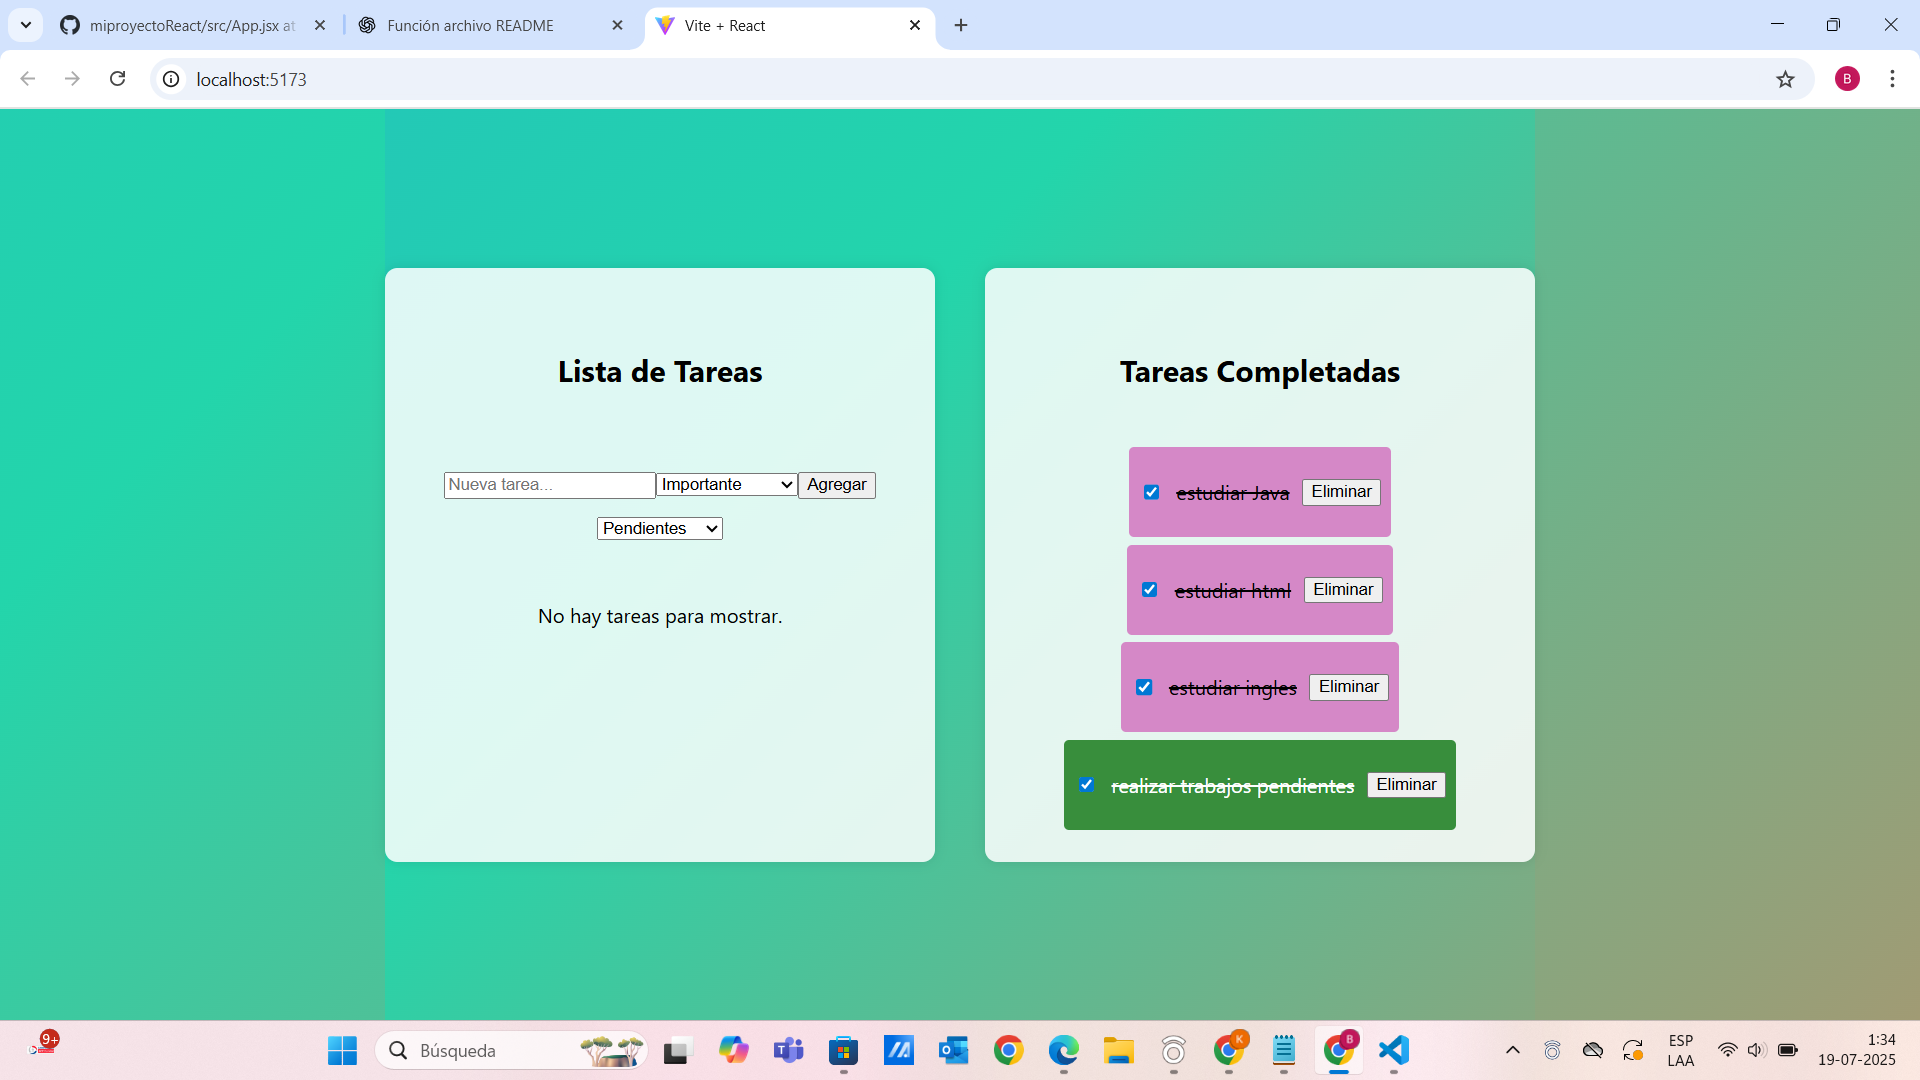 miproyectoReact/src/App.jsx at
Función archivo README
Vite + React
localhost:5173
B
Lista de Tareas
Nueva tarea...
Importante
Agregar
Pendientes
No hay tareas para mostrar.
Tareas Completadas
estudiar Java
Eliminar
estudiar html
Eliminar
estudiar ingles
Eliminar
realizar trabajos pendientes
Eliminar
9+
Búsqueda
K
B
ESP
LAA
1:34
19-07-2025